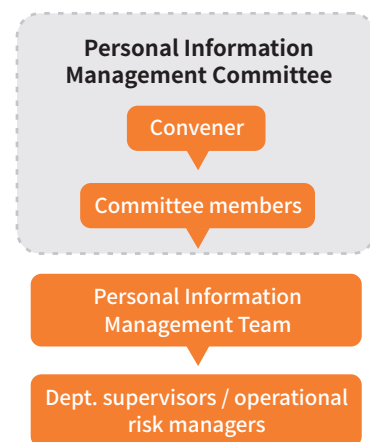 Personal Information
Management Committee
Convener
Committee members
Personal Information
Management Team
Dept. supervisors / operational
risk managers